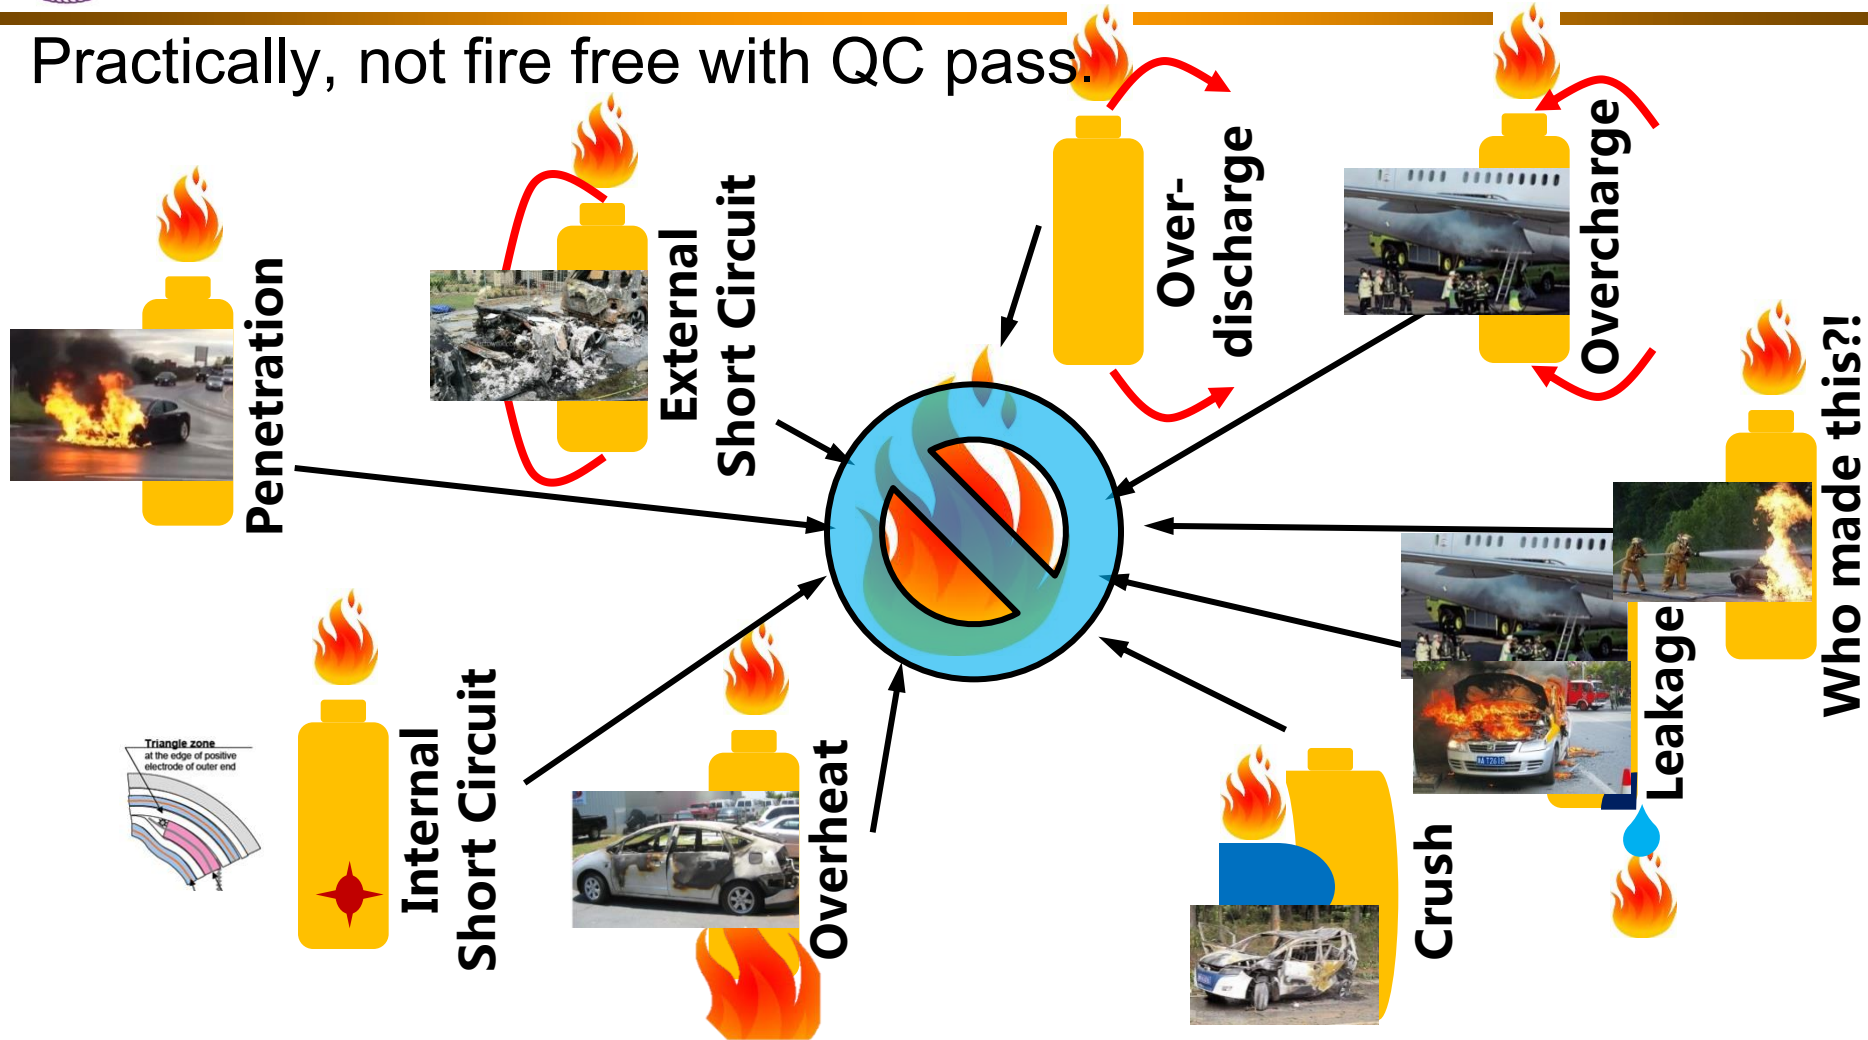 Practically, not fire free with QC pass.
Penetration
External
Short Circuit
Over-
discharge
Overcharge
Who made this?!
Internal
Short Circuit
Triangle zone
at the edge of positive
electrode of outer end
Overheat
Crush
Leakage